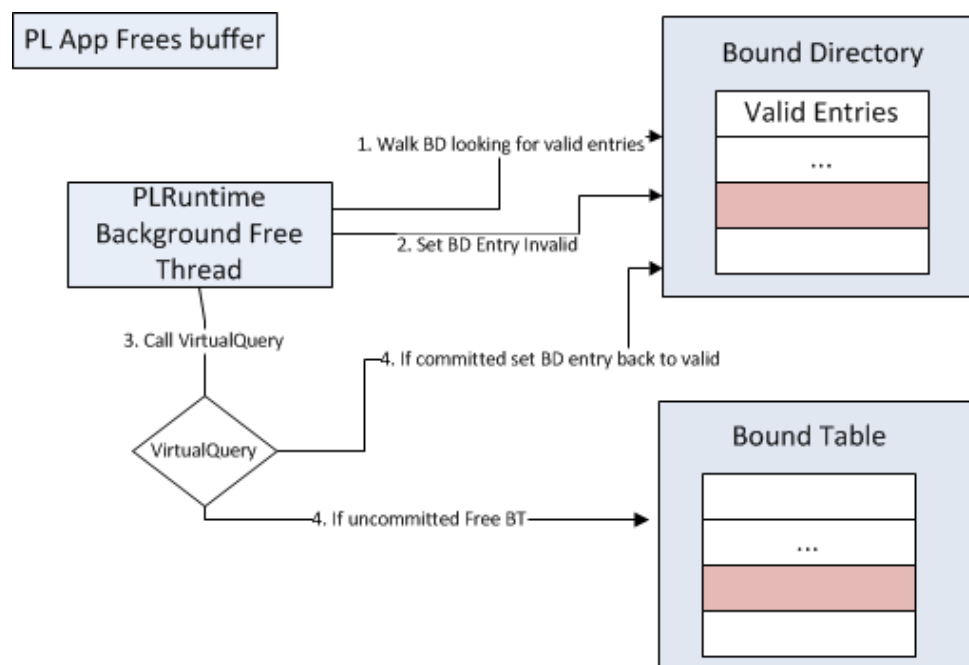 PL App Frees buffer
Bound Directory
Valid Entries
...
1. Walk BD looking for valid entries
PLRuntime
Background Free
Thread
2. Set BD Entry Invalid
3. Call VirtualQuery
4. If committed set BD entry back to valid
VirtualQuery
4. If uncommitted Free BT
Bound Table
...